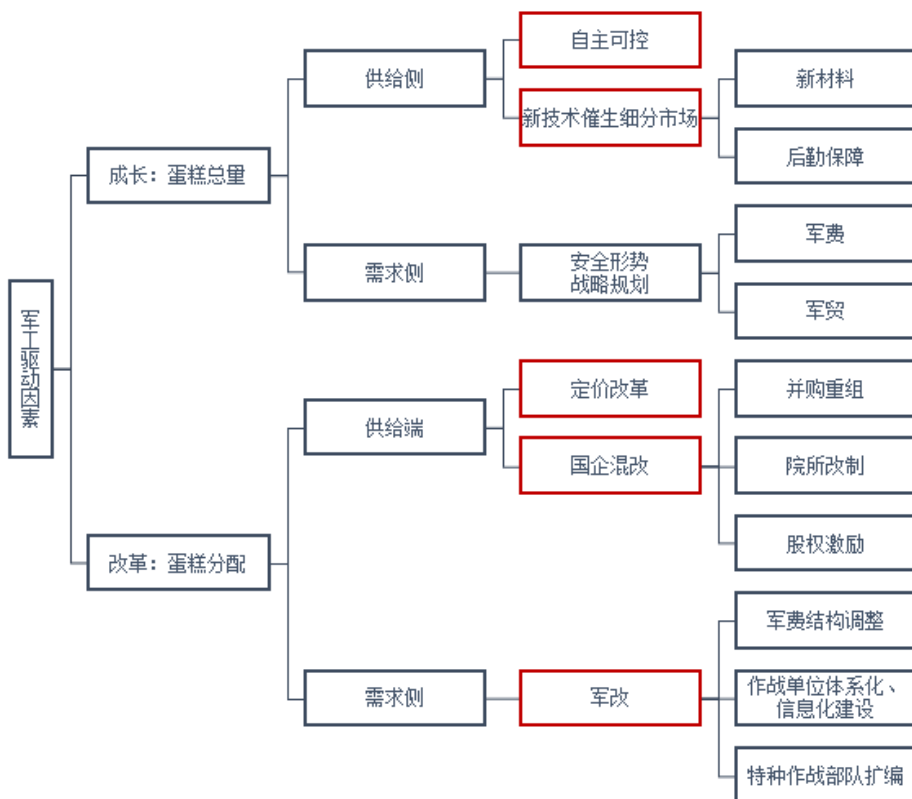 军工驱动因素
成长：蛋糕总量
供给侧
自主可控
新技术催生细分市场
新材料
后勤保障
需求侧
安全形势
战略规划
军费
军贸
改革：蛋糕分配
供给端
定价改革
国企混改
并购重组
院所改制
股权激励
需求侧
军改
军费结构调整
作战单位体系化、
信息化建设
特种作战部队扩编